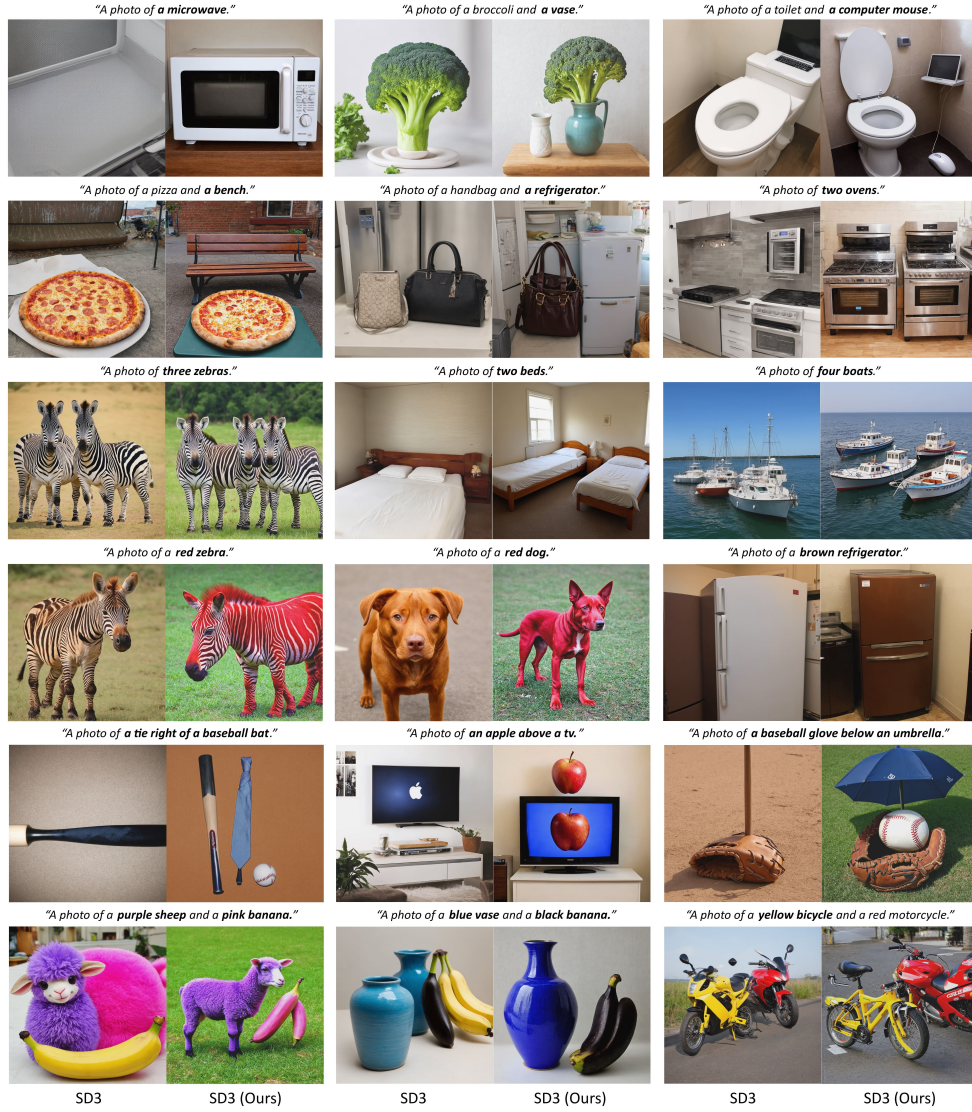 “A photo of a microwave.”
“A photo of a broccoli and a vase.”
“A photo of a toilet and a computer mouse.”
“A photo of a pizza and a bench.”
“A photo of a handbag and a refrigerator.”
“A photo of two ovens.”
“A photo of three zebras.”
“A photo of two beds.”
“A photo of four boats.”
“A photo of a red zebra.”
“A photo of a red dog.”
“A photo of a brown refrigerator.”
“A photo of a tie right of a baseball bat.”
“A photo of an apple above a tv.”
“A photo of a baseball glove below an umbrella.”
“A photo of a purple sheep and a pink banana.”
“A photo of a blue vase and a black banana.”
“A photo of a yellow bicycle and a red motorcycle.”
SD3
SD3 (Ours)
SD3
SD3 (Ours)
SD3
SD3 (Ours)